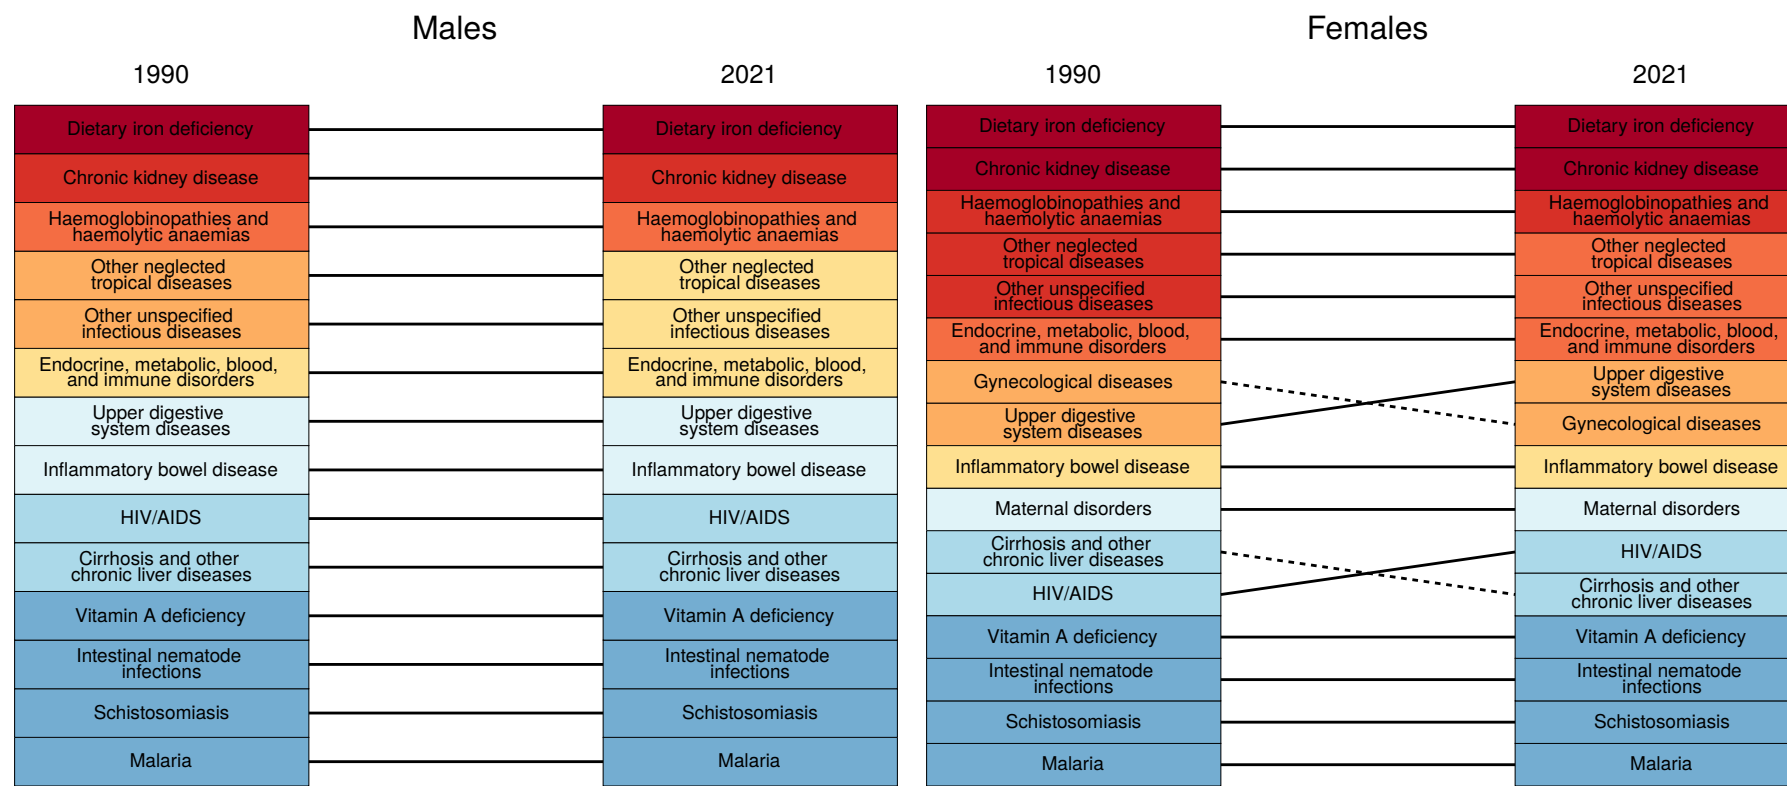 Males
1990
2021
Dietary iron deficiency
Chronic kidney disease
Haemoglobinopathies and
haemolytic anaemias
Other neglected
tropical diseases
Other unspecified
infectious diseases
Endocrine, metabolic, blood,
and immune disorders
Upper digestive
system diseases
Inflammatory bowel disease
HIV/AIDS
Cirrhosis and other
chronic liver diseases
Vitamin A deficiency
Intestinal nematode
infections
Schistosomiasis
Malaria
Dietary iron deficiency
Chronic kidney disease
Haemoglobinopathies and
haemolytic anaemias
Other neglected
tropical diseases
Other unspecified
infectious diseases
Endocrine, metabolic, blood,
and immune disorders
Upper digestive
system diseases
Inflammatory bowel disease
HIV/AIDS
Cirrhosis and other
chronic liver diseases
Vitamin A deficiency
Intestinal nematode
infections
Schistosomiasis
Malaria
Females
1990
2021
Dietary iron deficiency
Chronic kidney disease
Haemoglobinopathies and
haemolytic anaemias
Other neglected
tropical diseases
Other unspecified
infectious diseases
Endocrine, metabolic, blood,
and immune disorders
Gynecological diseases
Upper digestive
system diseases
Inflammatory bowel disease
Maternal disorders
Cirrhosis and other
chronic liver diseases
HIV/AIDS
Vitamin A deficiency
Intestinal nematode
infections
Schistosomiasis
Malaria
Dietary iron deficiency
Chronic kidney disease
Haemoglobinopathies and
haemolytic anaemias
Other neglected
tropical diseases
Other unspecified
infectious diseases
Endocrine, metabolic, blood,
and immune disorders
Upper digestive
system diseases
Gynecological diseases
Inflammatory bowel disease
Maternal disorders
HIV/AIDS
Cirrhosis and other
chronic liver diseases
Vitamin A deficiency
Intestinal nematode
infections
Schistosomiasis
Malaria